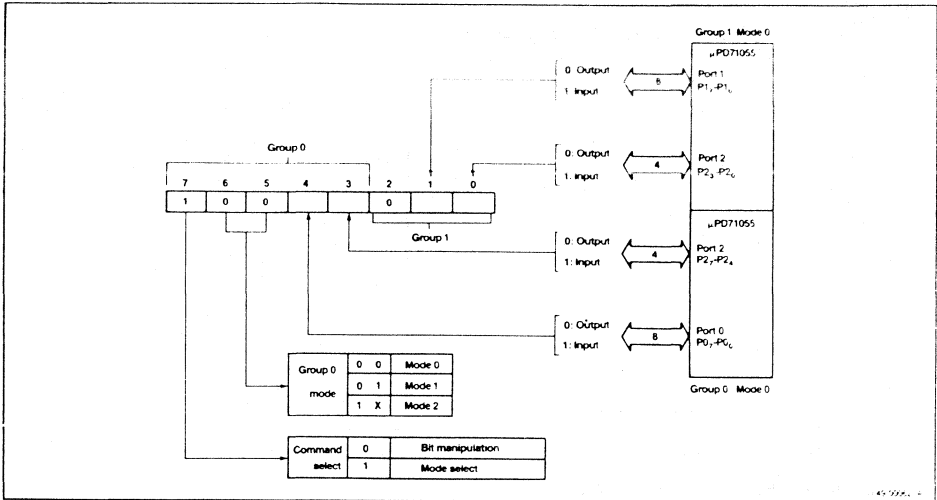 Group 1 Mode 0
μPD71055
0: Output
1: Input
8
Port 1
P1₇-P1₀
Group 0
0: Output
1: Input
4
Port 2
P2₃-P2₀
7 6 5 4 3 2 1 0
1 0 0 0
Group 1
μPD71055
0: Output
1: Input
4
Port 2
P2₇-P2₄
0: Output
1: Input
8
Port 0
P0₇-P0₀
Group 0 mode
0 0 Mode 0
0 1 Mode 1
1 X Mode 2
Group 0 Mode 0
Command select
0 Bit manipulation
1 Mode select